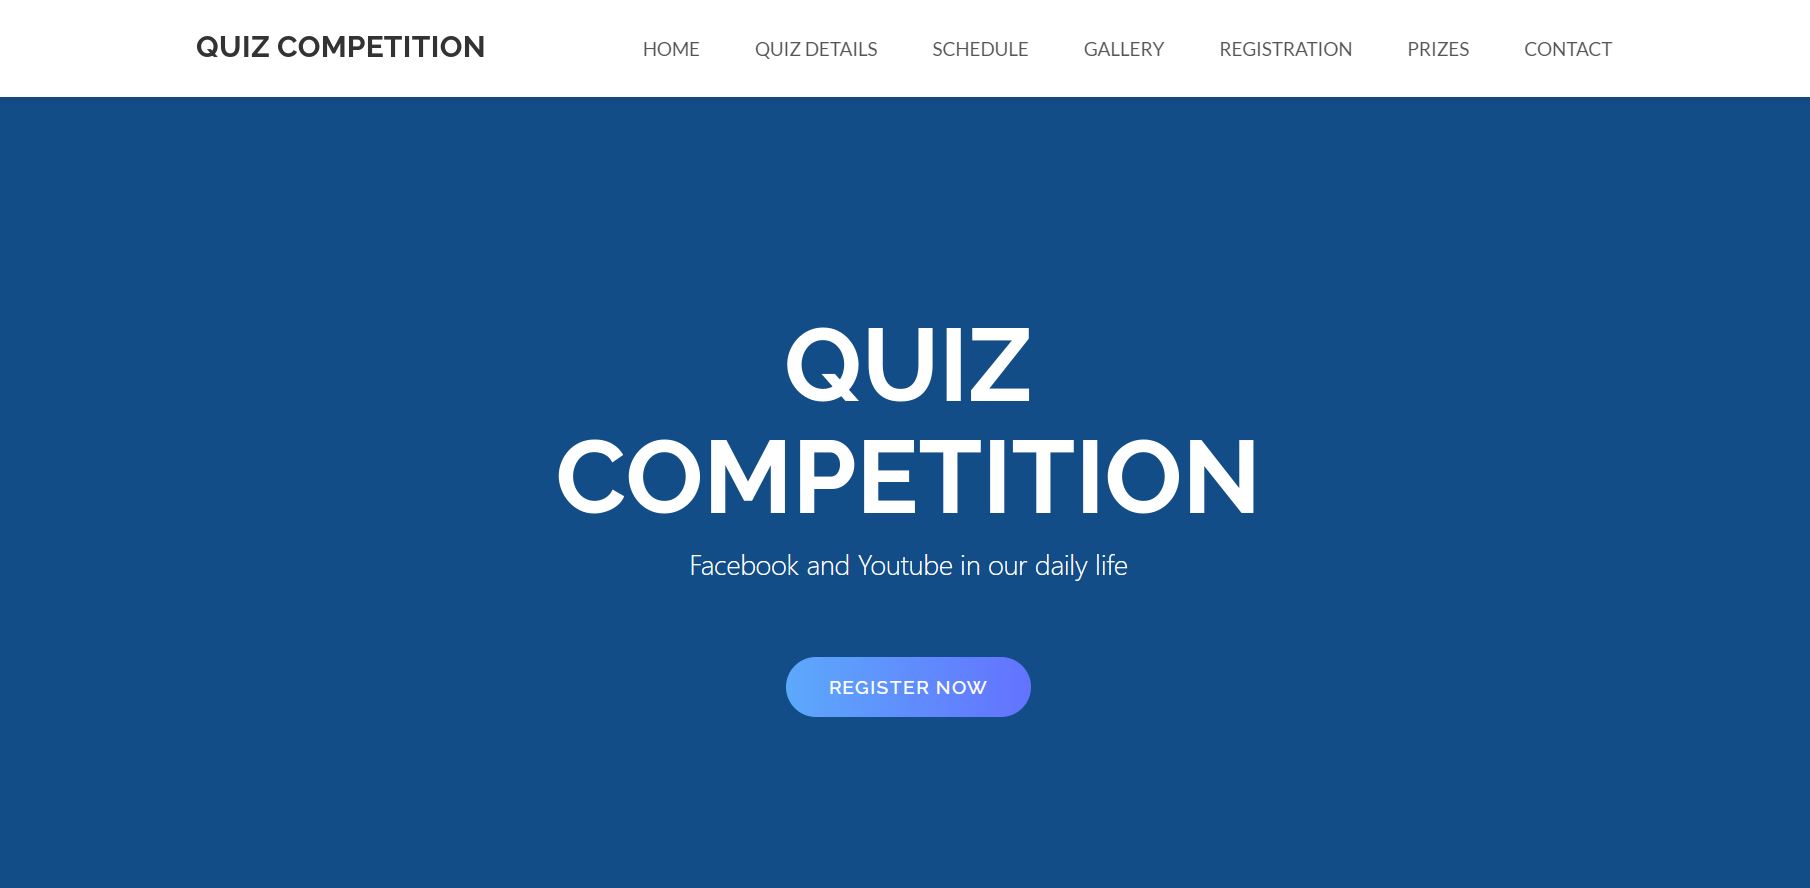 QUIZ COMPETITION
HOME QUIZ DETAILS SCHEDULE GALLERY REGISTRATION PRIZES CONTACT
QUIZ
COMPETITION
Facebook and Youtube in our daily life
REGISTER NOW